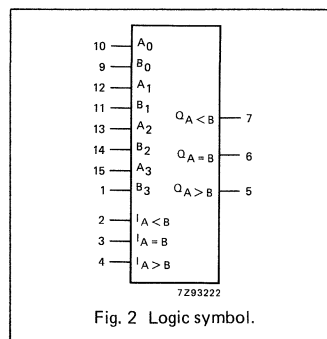 10 A0
9 B0
12 A1
11 B1
13 A2
14 B2
15 A3
1 B3
QA<B 7
QA=B 6
QA>B 5
2 IA<B
3 IA=B
4 IA>B
7Z93222
Fig. 2 Logic symbol.